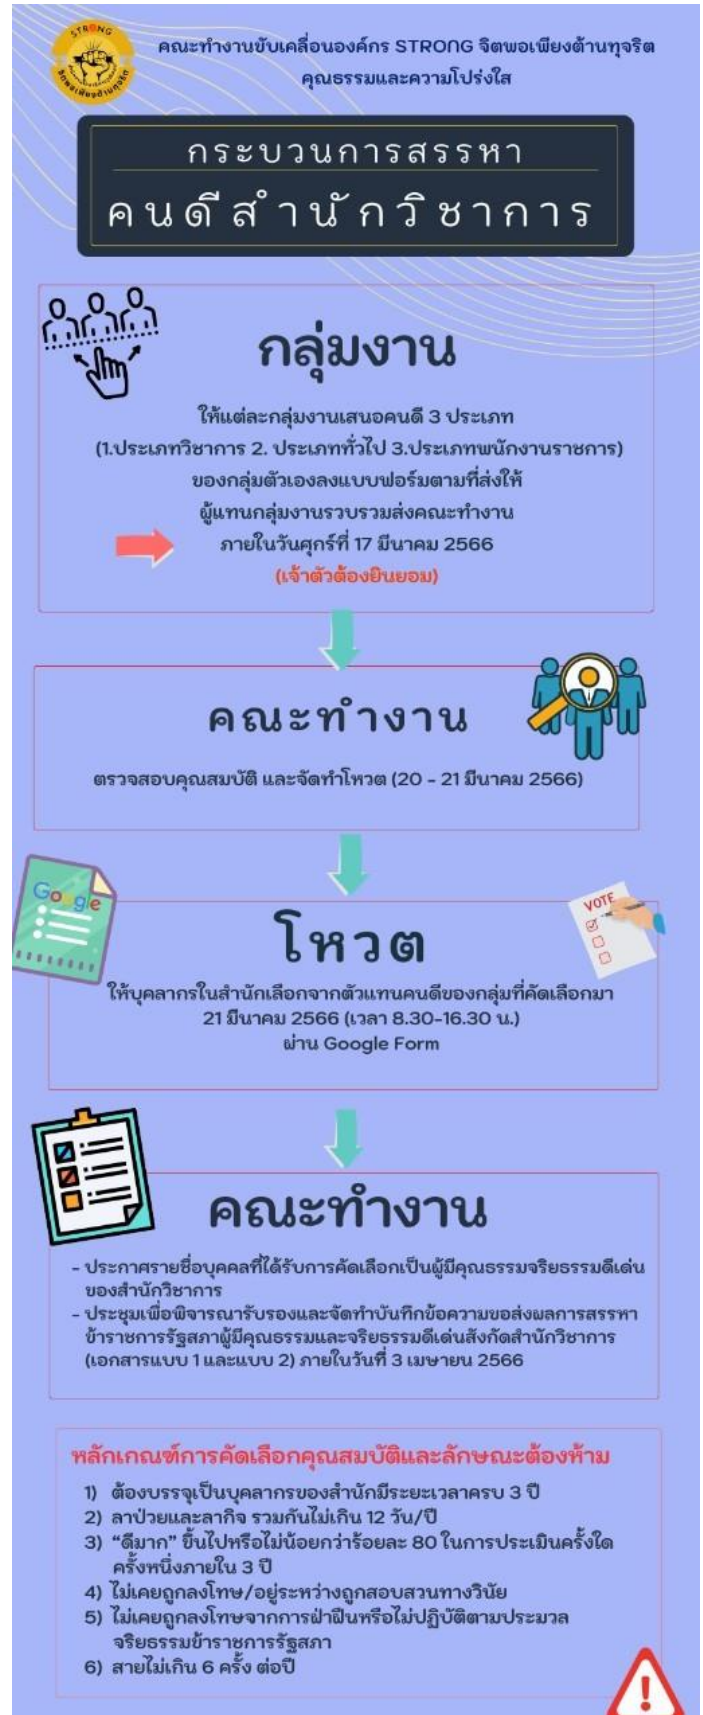 STRONG
จิตพอเพียงต้านทุจริต
คณะทำงานขับเคลื่อนองค์กร STRONG จิตพอเพียงต้านทุจริต
คุณธรรมและความโปร่งใส
กระบวนการสรรหา
คนดีสำนักวิชาการ
กลุ่มงาน
ให้แต่ละกลุ่มงานเสนอคนดี 3 ประเภท
(1.ประเภทวิชาการ 2. ประเภททั่วไป 3.ประเภทพนักงานราชการ)
ของกลุ่มตัวเองลงแบบฟอร์มตามที่ส่งให้
ผู้แทนกลุ่มงานรวบรวมส่งคณะทำงาน
ภายในวันศุกร์ที่ 17 มีนาคม 2566
(เจ้าตัวต้องยินยอม)
คณะทำงาน
ตรวจสอบคุณสมบัติ และจัดทำโหวต (20 - 21 มีนาคม 2566)
Google
VOTE
โหวต
ให้บุคลากรในสำนักเลือกจากตัวแทนคนดีของกลุ่มที่คัดเลือกมา
21 มีนาคม 2566 (เวลา 8.30-16.30 น.)
ผ่าน Google Form
คณะทำงาน
- ประกาศรายชื่อบุคคลที่ได้รับการคัดเลือกเป็นผู้มีคุณธรรมจริยธรรมดีเด่น
ของสำนักวิชาการ
- ประชุมเพื่อพิจารณารับรองและจัดทำบันทึกข้อความขอส่งผลการสรรหา
ข้าราชการรัฐสภาผู้มีคุณธรรมและจริยธรรมดีเด่นสังกัดสำนักวิชาการ
(เอกสารแบบ 1 และแบบ 2) ภายในวันที่ 3 เมษายน 2566
หลักเกณฑ์การคัดเลือกคุณสมบัติและลักษณะต้องห้าม
1) ต้องบรรจุเป็นบุคลากรของสำนักมีระยะเวลาครบ 3 ปี
2) ลาป่วยและลากิจ รวมกันไม่เกิน 12 วัน/ปี
3) “ดีมาก” ขึ้นไปหรือไม่น้อยกว่าร้อยละ 80 ในการประเมินครั้งใด
ครั้งหนึ่งภายใน 3 ปี
4) ไม่เคยถูกลงโทษ/อยู่ระหว่างถูกสอบสวนทางวินัย
5) ไม่เคยถูกลงโทษจากการฝ่าฝืนหรือไม่ปฏิบัติตามประมวล
จริยธรรมข้าราชการรัฐสภา
6) สายไม่เกิน 6 ครั้ง ต่อปี